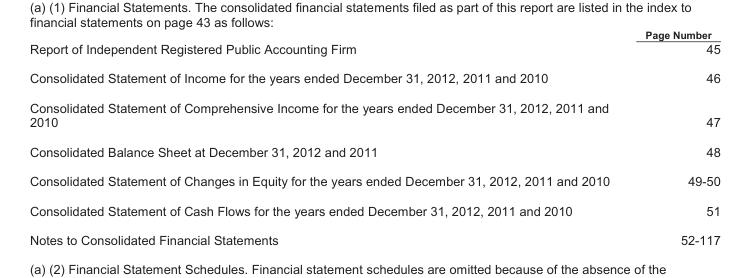 (a) (1) Financial Statements. The consolidated financial statements filed as part of this report are listed in the index to
financial statements on page 43 as follows:
Page Number
Report of Independent Registered Public Accounting Firm 45
Consolidated Statement of Income for the years ended December 31, 2012, 2011 and 2010 46
Consolidated Statement of Comprehensive Income for the years ended December 31, 2012, 2011 and
2010 47
Consolidated Balance Sheet at December 31, 2012 and 2011 48
Consolidated Statement of Changes in Equity for the years ended December 31, 2012, 2011 and 2010 49-50
Consolidated Statement of Cash Flows for the years ended December 31, 2012, 2011 and 2010 51
Notes to Consolidated Financial Statements 52-117
(a) (2) Financial Statement Schedules. Financial statement schedules are omitted because of the absence of the